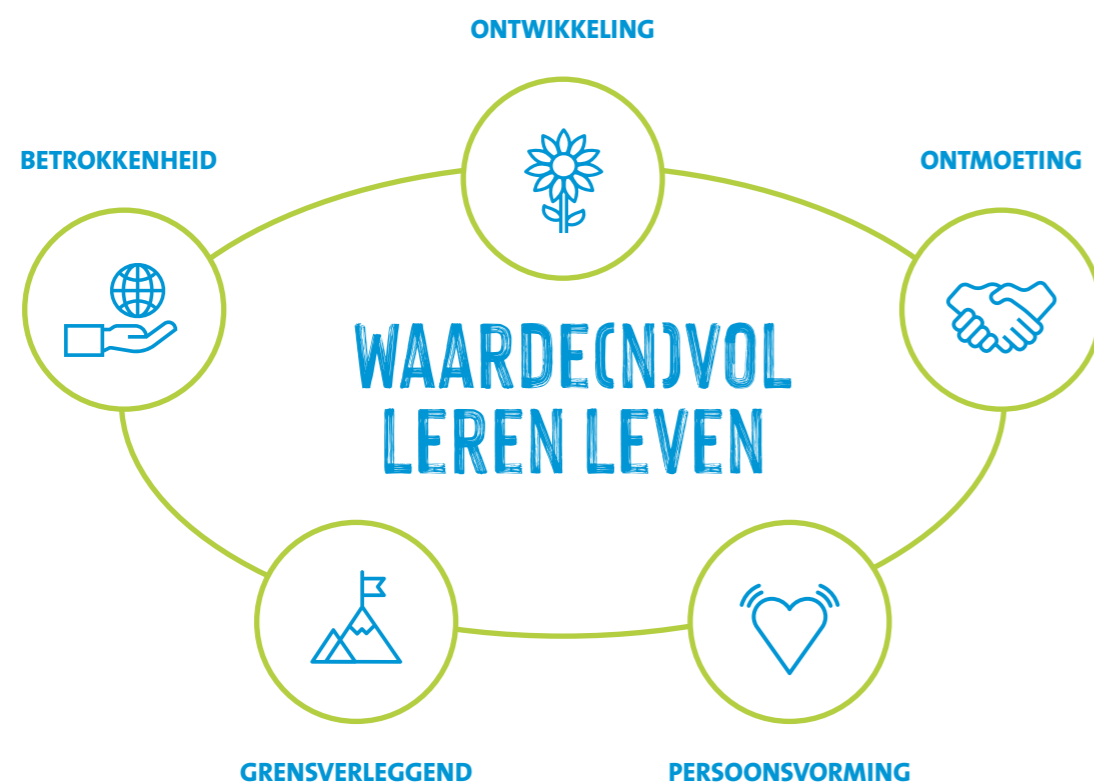 ONTWIKKELING
BETROKKENHEID
ONTMOETING
WAARDE(N)VOL
LEREN LEVEN
GRENSVERLEGGEND
PERSOONSVORMING